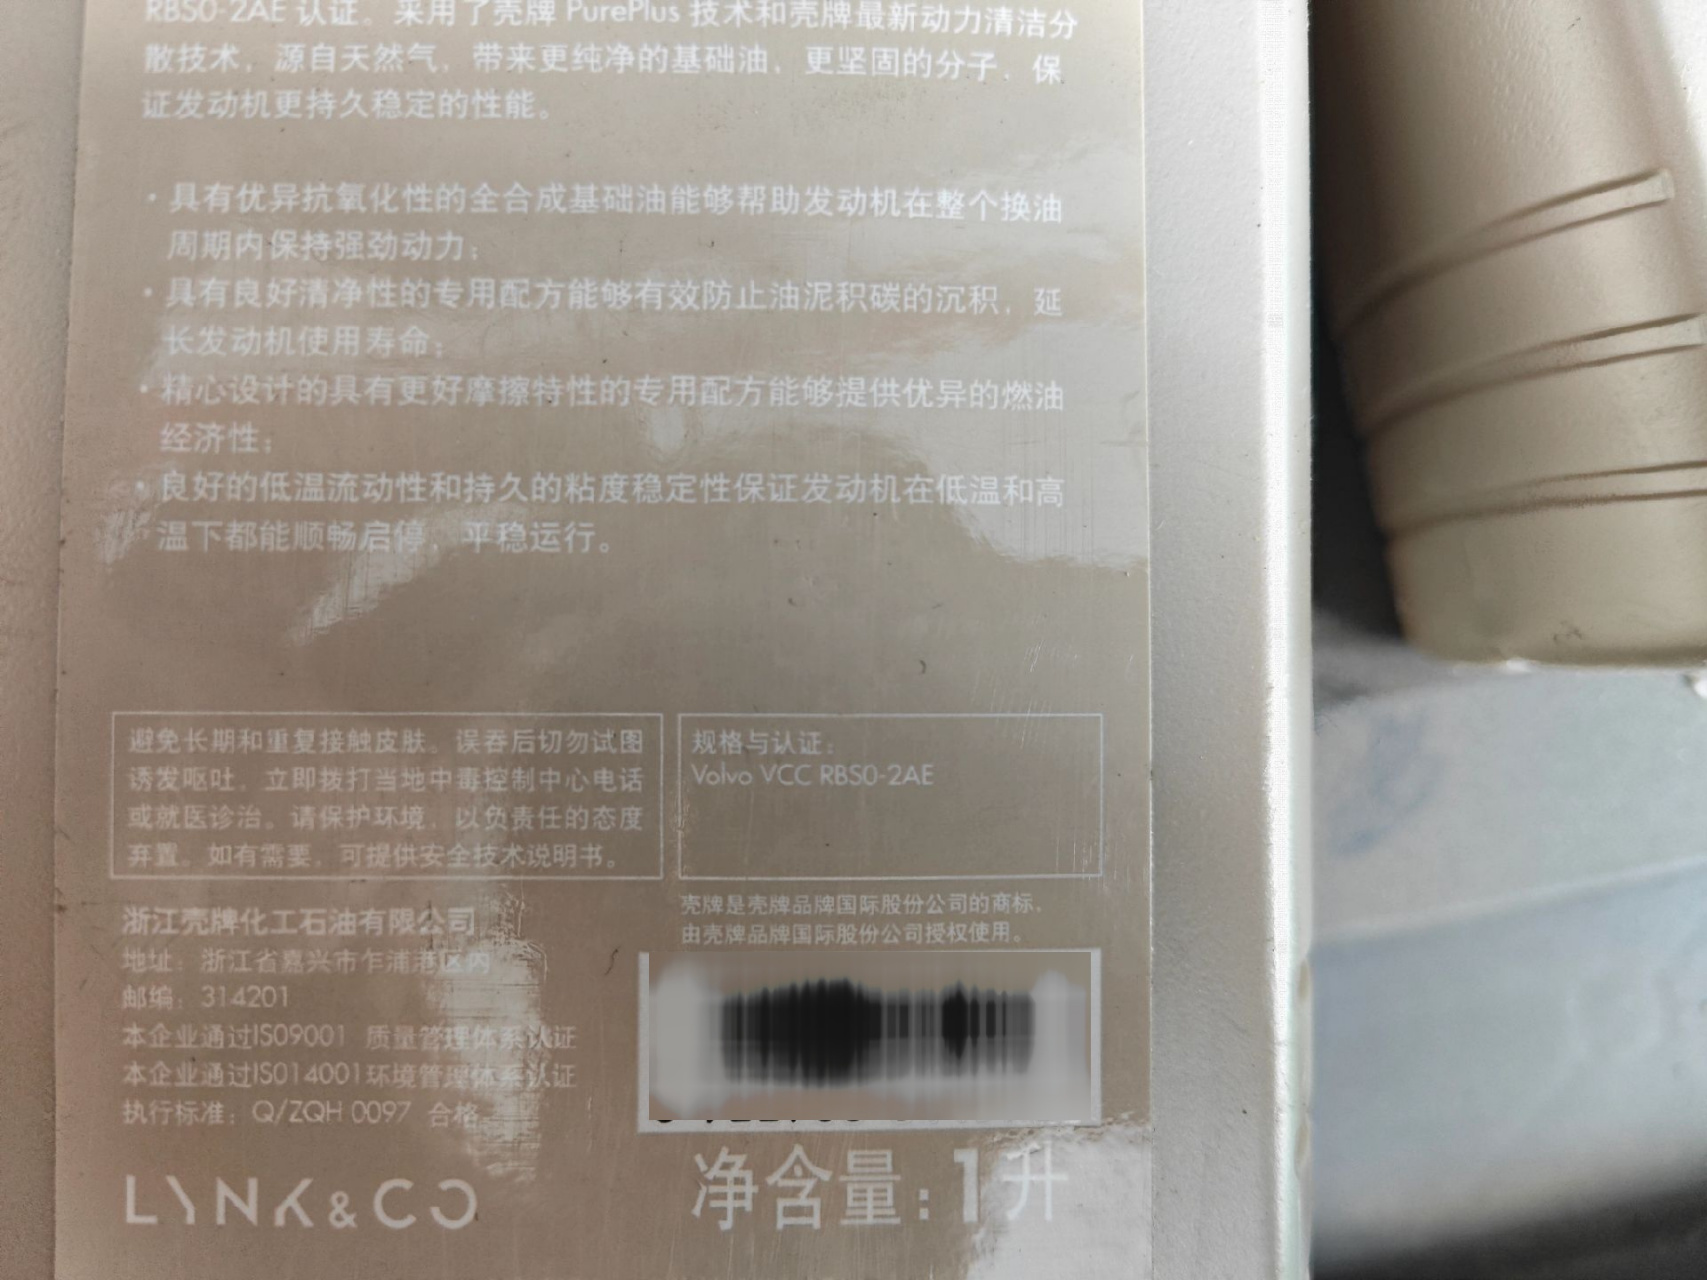 RBS0-2AE 认证。采用了壳牌 PurePlus 技术和壳牌最新动力清洁分
散技术，源自天然气，带来更纯净的基础油，更坚固的分子，保
证发动机更持久稳定的性能。
· 具有优异抗氧化性的全合成基础油能够帮助发动机在整个换油
周期内保持强劲动力；
· 具有良好清净性的专用配方能够有效防止油泥积碳的沉积，延
长发动机使用寿命；
· 精心设计的具有更好摩擦特性的专用配方能够提供优异的燃油
经济性；
· 良好的低温流动性和持久的粘度稳定性保证发动机在低温和高
温下都能顺畅启停，平稳运行。
避免长期和重复接触皮肤。误吞后切勿试图
诱发呕吐，立即拨打当地中毒控制中心电话
或就医诊治。请保护环境，以负责任的态度
弃置。如有需要，可提供安全技术说明书。
规格与认证：
Volvo VCC RBS0-2AE
壳牌是壳牌品牌国际股份公司的商标，
由壳牌品牌国际股份公司授权使用。
浙江壳牌化工石油有限公司
地址：浙江省嘉兴市乍浦港区内
邮编：314201
本企业通过ISO9001 质量管理体系认证
本企业通过ISO14001环境管理体系认证
执行标准：Q/ZQH 0097 合格
LYNK&CO
净含量：1升